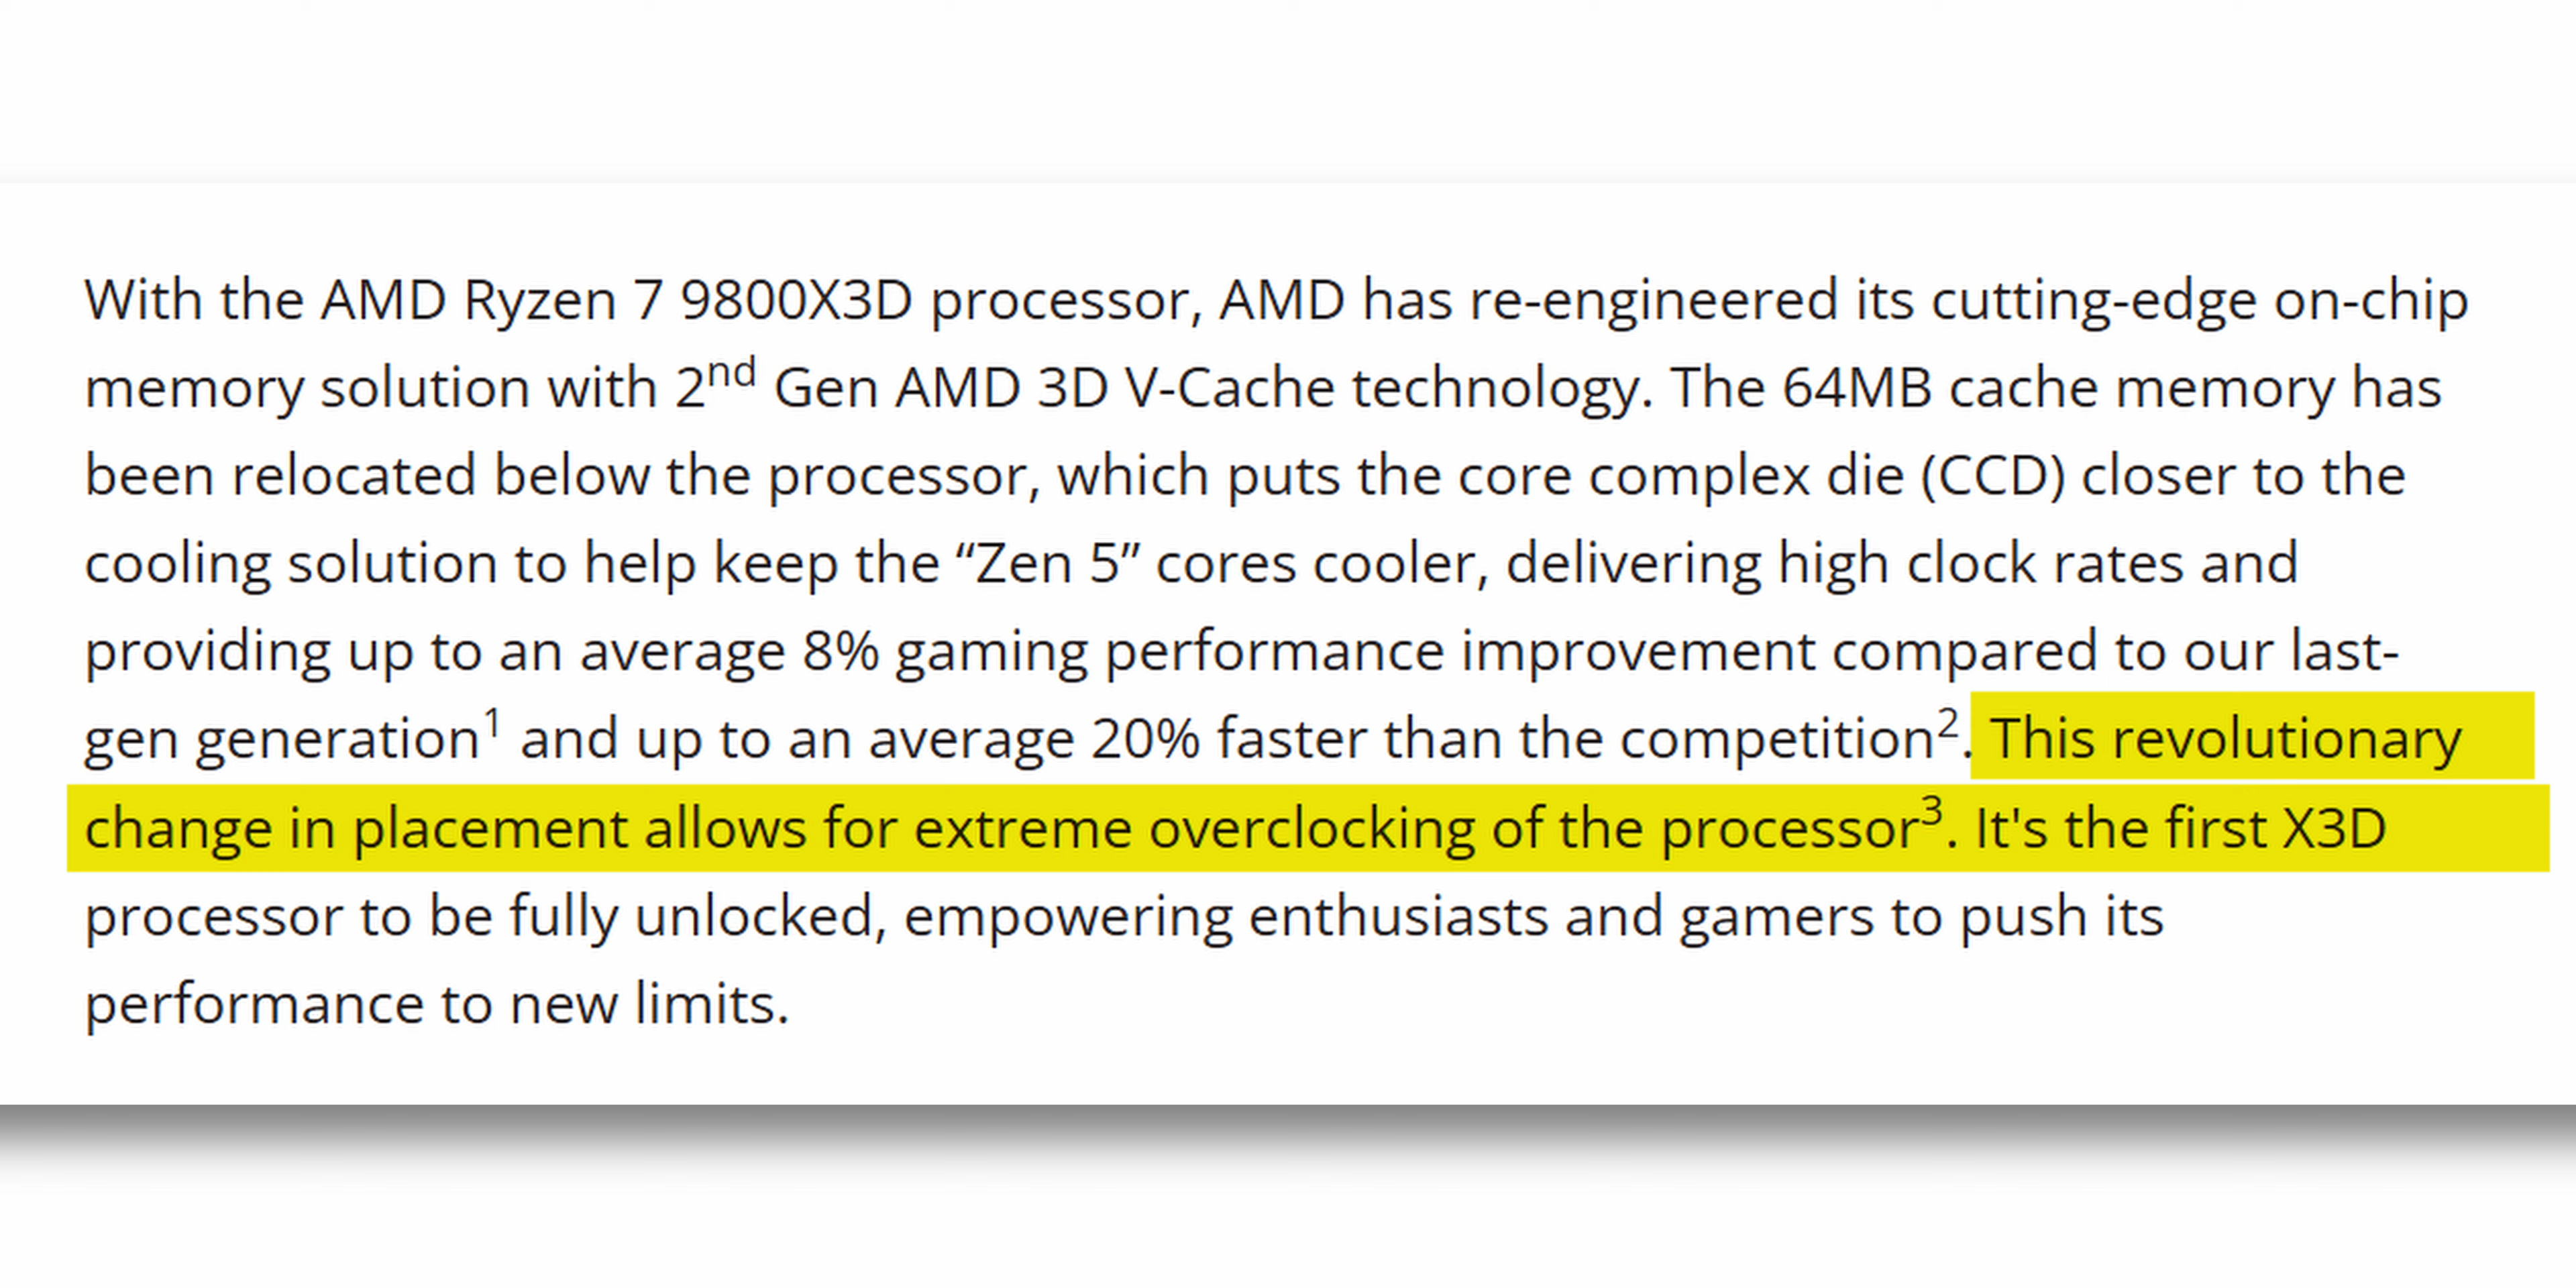 With the AMD Ryzen 7 9800X3D processor, AMD has re-engineered its cutting-edge on-chip
memory solution with 2nd Gen AMD 3D V-Cache technology. The 64MB cache memory has
been relocated below the processor, which puts the core complex die (CCD) closer to the
cooling solution to help keep the “Zen 5” cores cooler, delivering high clock rates and
providing up to an average 8% gaming performance improvement compared to our last-
gen generation1 and up to an average 20% faster than the competition2. This revolutionary
change in placement allows for extreme overclocking of the processor3. It's the first X3D
processor to be fully unlocked, empowering enthusiasts and gamers to push its
performance to new limits.